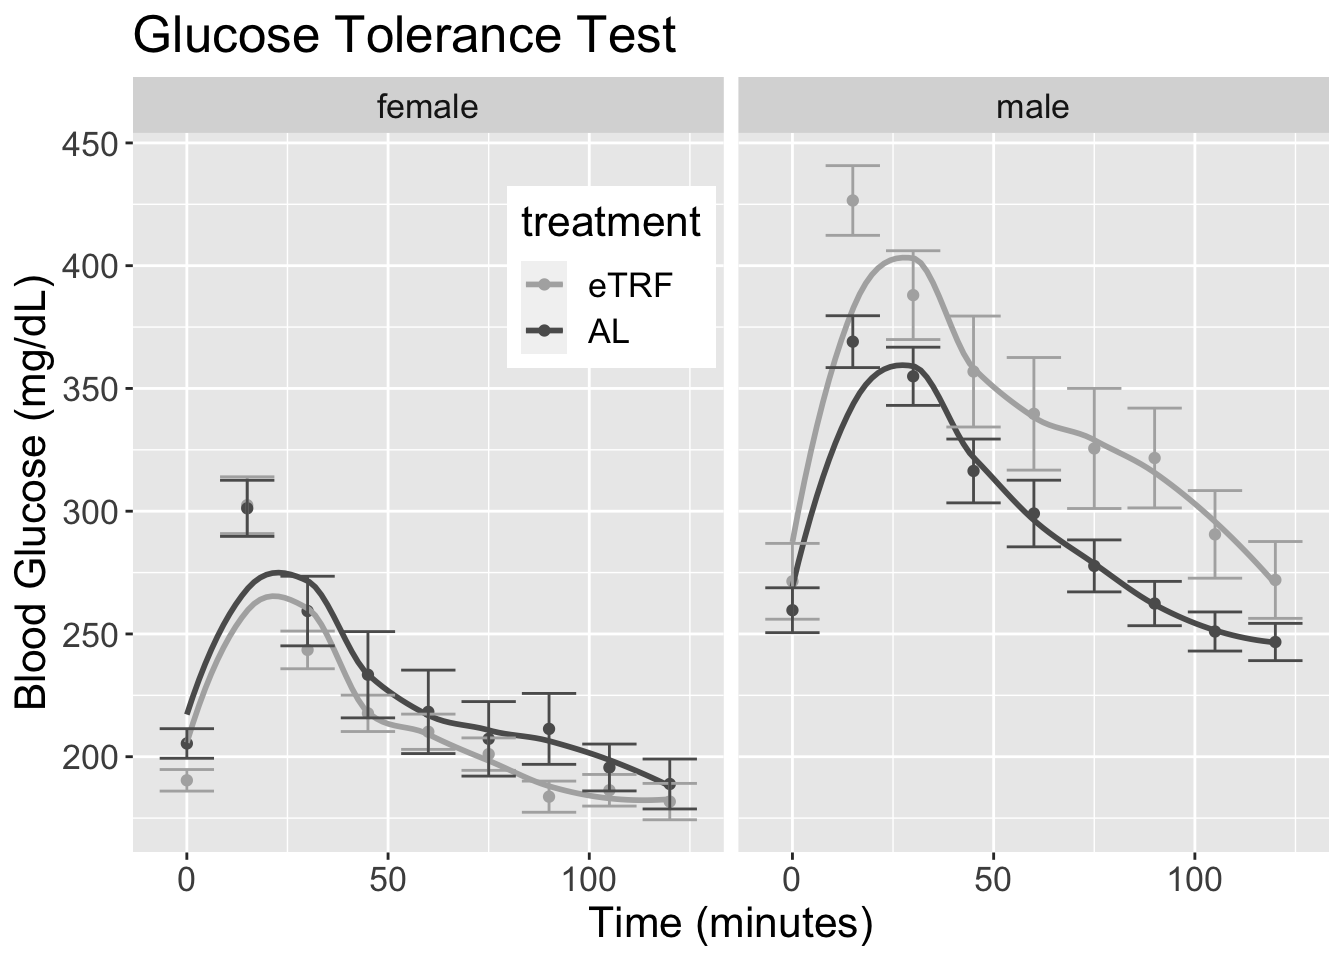 Glucose Tolerance Test
female
male
450
400
350
300
250
200
Blood Glucose (mg/dL)
treatment
eTRF
AL
0
50
100
0
50
100
Time (minutes)